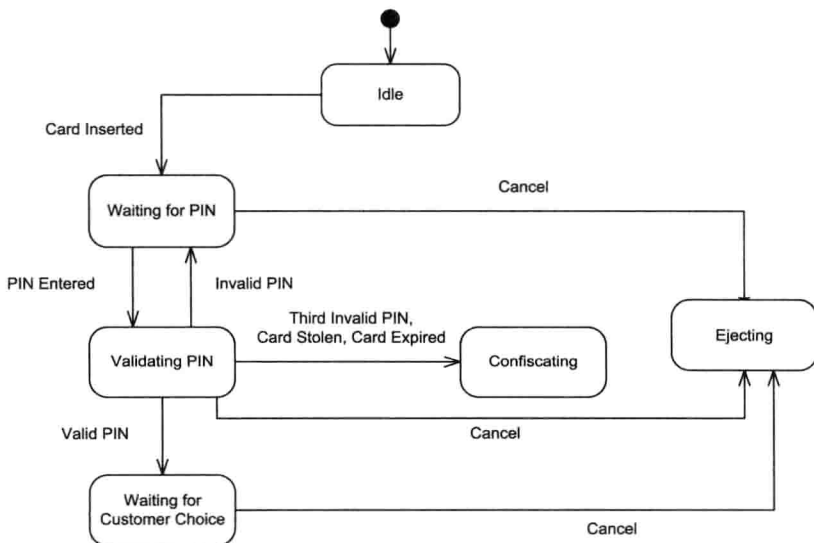 Idle
Card Inserted
Cancel
Waiting for PIN
PIN Entered
Invalid PIN
Third Invalid PIN,
Card Stolen, Card Expired
Ejecting
Validating PIN
Confiscating
Valid PIN
Cancel
Waiting for
Customer Choice
Cancel